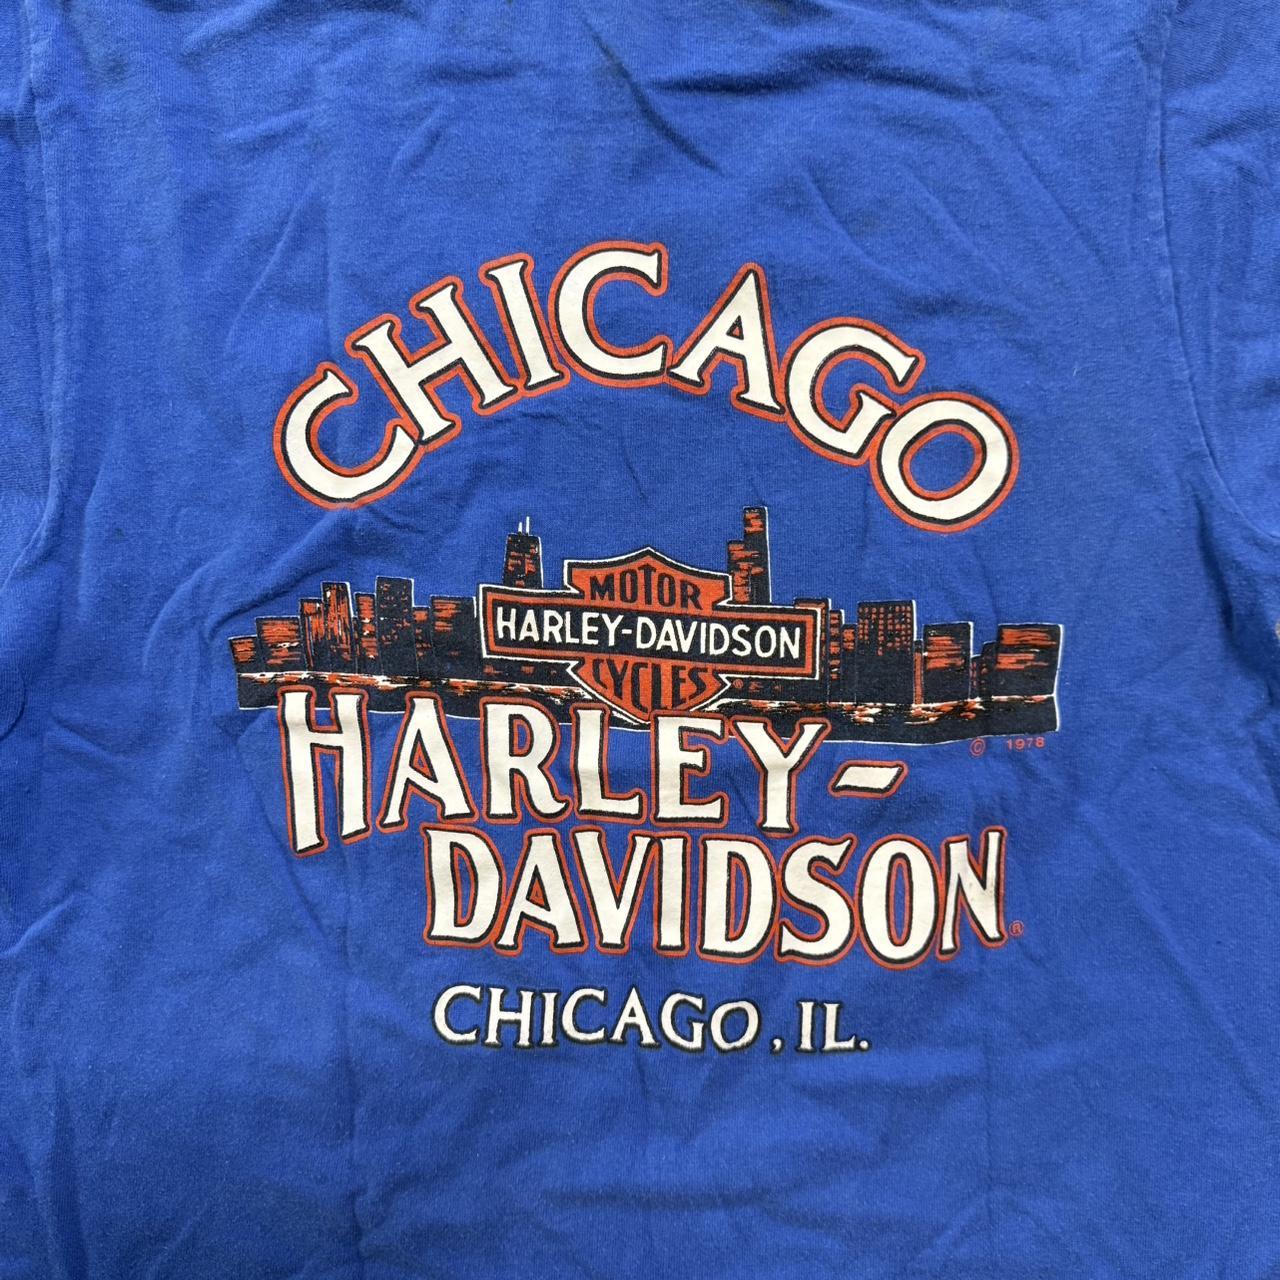 CHICAGO
MOTOR
HARLEY-DAVIDSON
CYCLES ®
HARLEY-
© 1978
DAVIDSON ®
CHICAGO, IL.